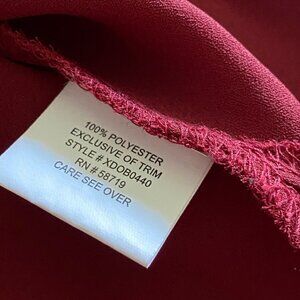 100% POLYESTER
EXCLUSIVE OF TRIM
STYLE # XDOB0440
RN # 58719
CARE SEE OVER